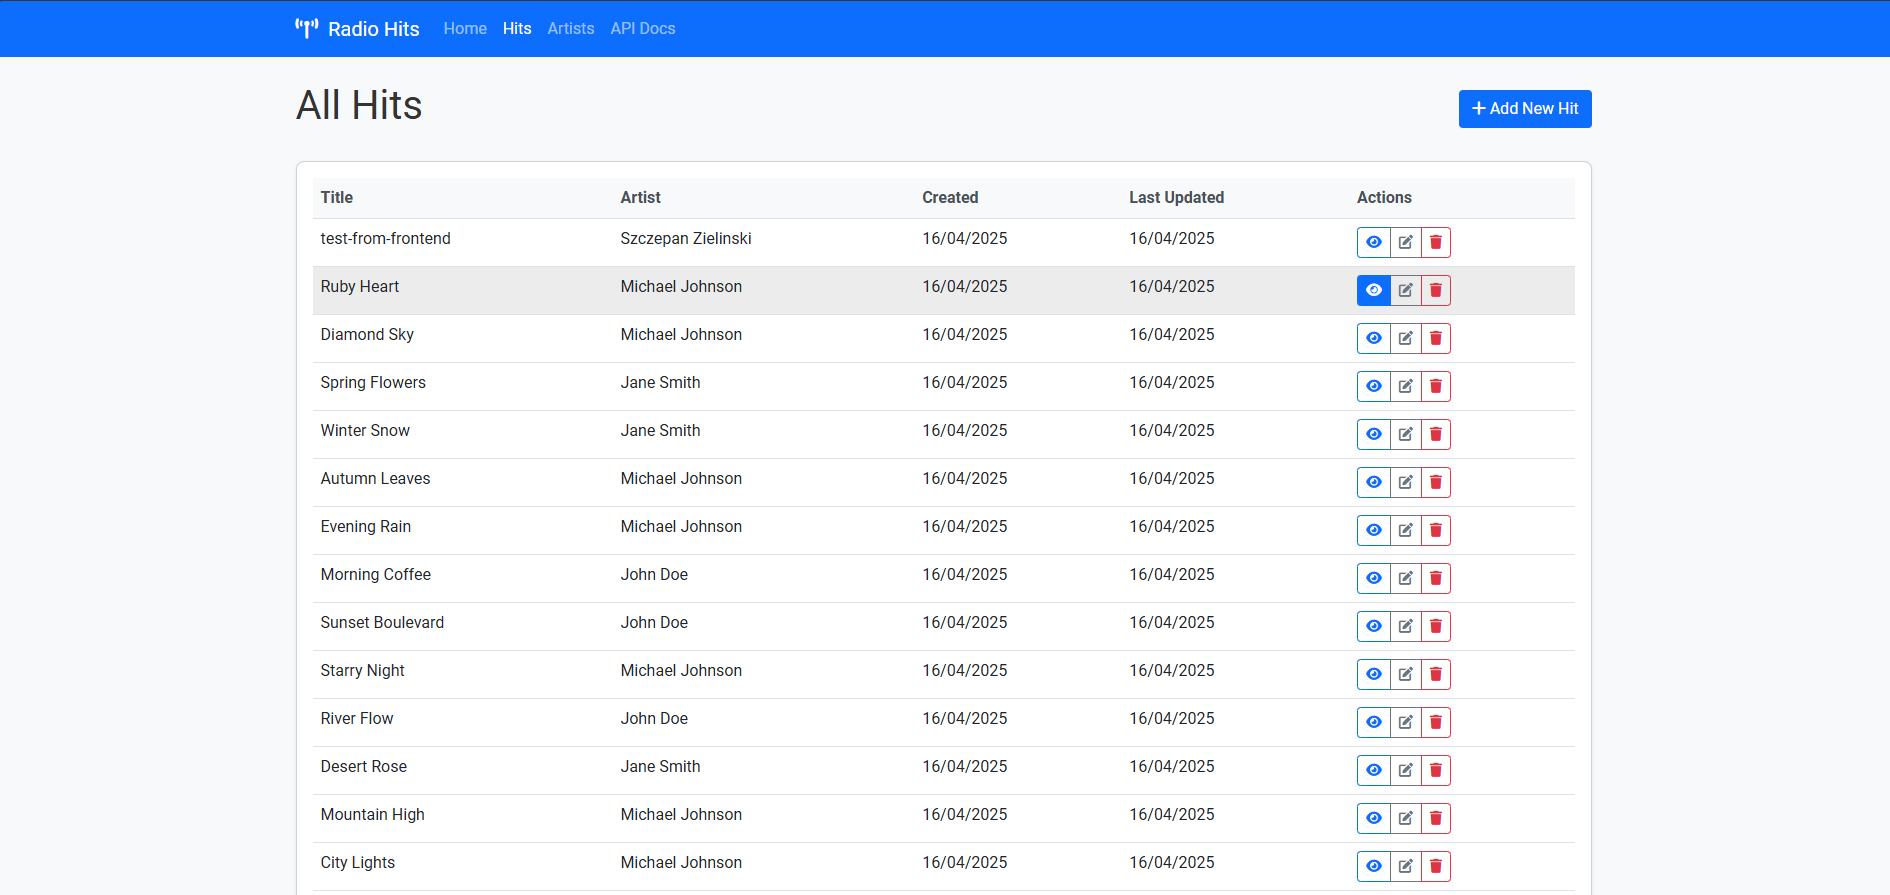 Radio Hits Home Hits Artists API Docs
All Hits
Add New Hit
Title Artist Created Last Updated Actions
test-from-frontend Szczepan Zielinski 16/04/2025 16/04/2025
Ruby Heart Michael Johnson 16/04/2025 16/04/2025
Diamond Sky Michael Johnson 16/04/2025 16/04/2025
Spring Flowers Jane Smith 16/04/2025 16/04/2025
Winter Snow Jane Smith 16/04/2025 16/04/2025
Autumn Leaves Michael Johnson 16/04/2025 16/04/2025
Evening Rain Michael Johnson 16/04/2025 16/04/2025
Morning Coffee John Doe 16/04/2025 16/04/2025
Sunset Boulevard John Doe 16/04/2025 16/04/2025
Starry Night Michael Johnson 16/04/2025 16/04/2025
River Flow John Doe 16/04/2025 16/04/2025
Desert Rose Jane Smith 16/04/2025 16/04/2025
Mountain High Michael Johnson 16/04/2025 16/04/2025
City Lights Michael Johnson 16/04/2025 16/04/2025